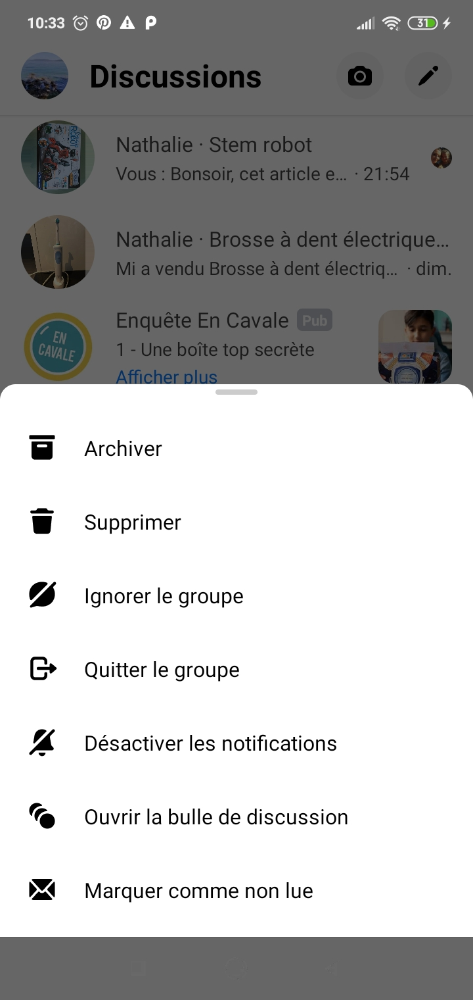 10:33
31
Discussions
Nathalie · Stem robot
Vous : Bonsoir, cet article e… · 21:54
Nathalie · Brosse à dent électrique…
Mi a vendu Brosse à dent électriq… · dim.
Enquête En Cavale Pub
EN
CAVALE
1 - Une boîte top secrète
Afficher plus
Archiver
Supprimer
Ignorer le groupe
Quitter le groupe
Désactiver les notifications
Ouvrir la bulle de discussion
Marquer comme non lue